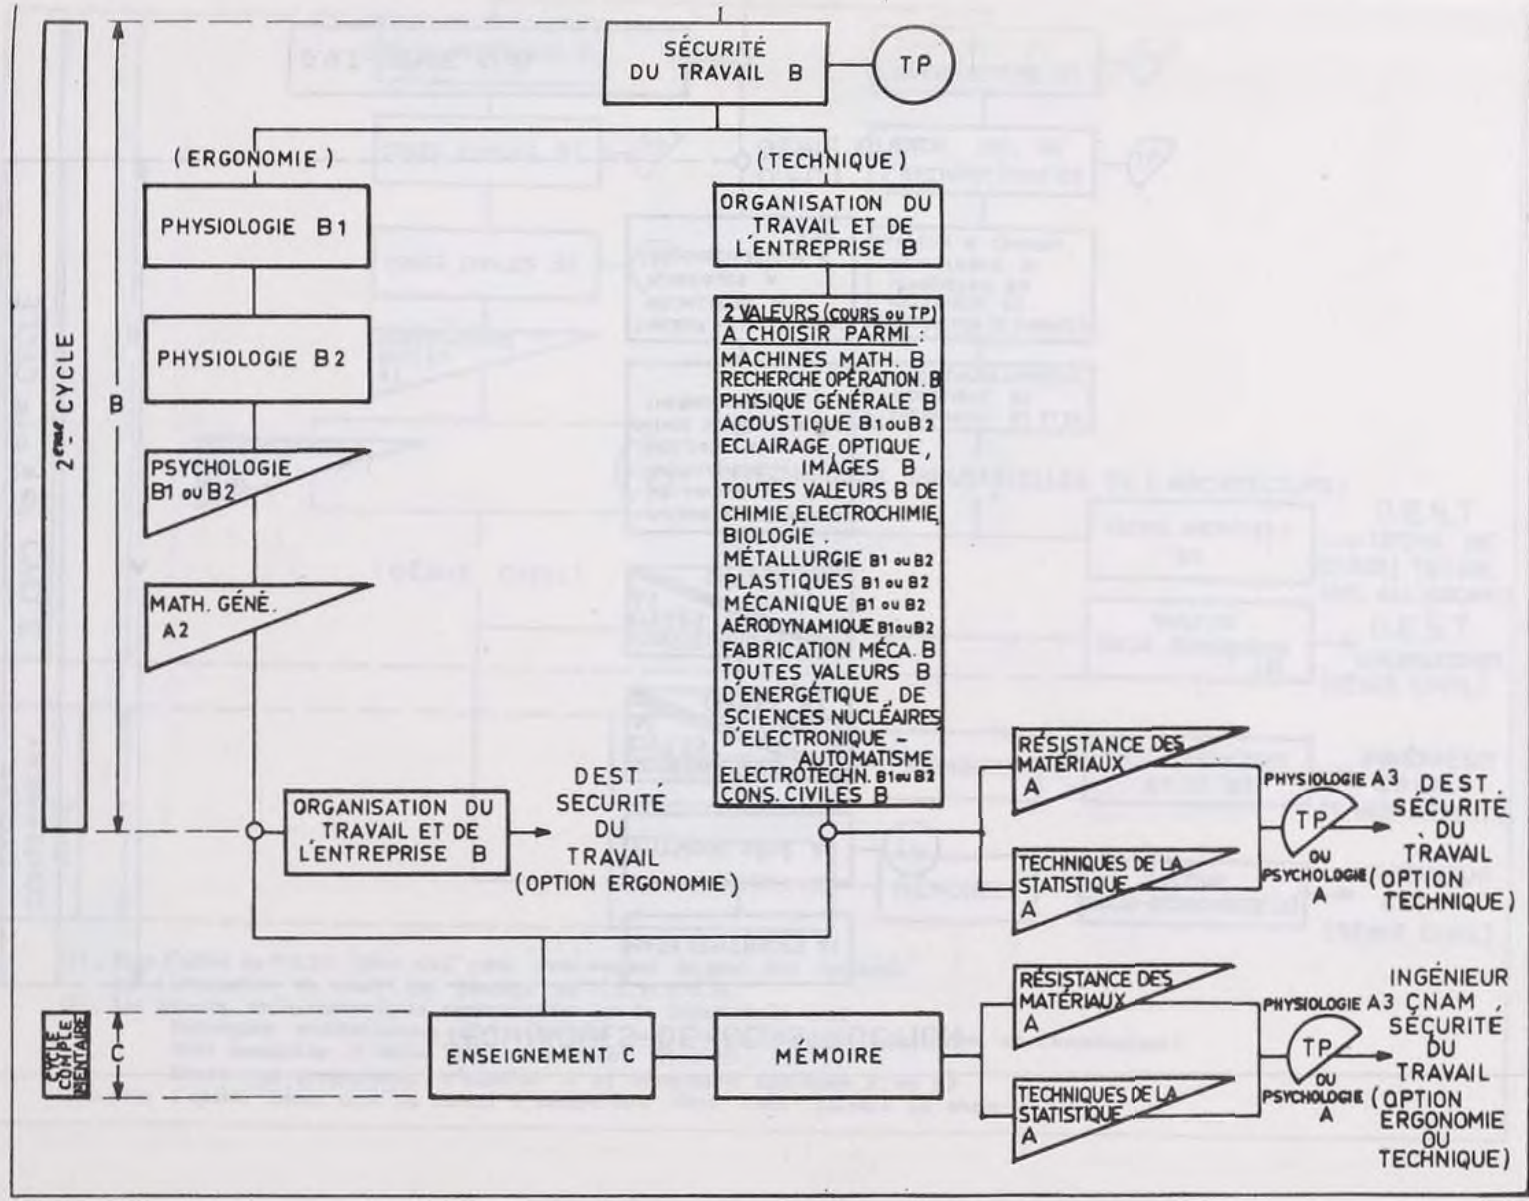 SÉCURITÉ
DU TRAVAIL B
TP
(ERGONOMIE)
(TECHNIQUE)
PHYSIOLOGIE B1
PHYSIOLOGIE B2
PSYCHOLOGIE
B1 OU B2
MATH. GÉNÉ.
A2
ORGANISATION DU
TRAVAIL ET DE
L'ENTREPRISE B
2 VALEURS (COURS OU TP)
A CHOISIR PARMI :
MACHINES MATH. B
RECHERCHE OPÉRATION. B
PHYSIQUE GÉNÉRALE B
ACOUSTIQUE B1 OU B2
ECLAIRAGE, OPTIQUE,
IMAGES B
TOUTES VALEURS B DE
CHIMIE, ELECTROCHIMIE,
BIOLOGIE.
MÉTALLURGIE B1 OU B2
PLASTIQUES B1 OU B2
MÉCANIQUE B1 OU B2
AÉRODYNAMIQUE B1 OU B2
FABRICATION MÉCA. B
TOUTES VALEURS B
D'ENERGÉTIQUE, DE
SCIENCES NUCLÉAIRES
D'ELECTRONIQUE -
AUTOMATISME
ELECTROTECHN. B1 OU B2
CONS. CIVILES B
2eme CYCLE
B
ORGANISATION DU
TRAVAIL ET DE
L'ENTREPRISE B
DEST
SÉCURITÉ
DU
TRAVAIL
(OPTION ERGONOMIE)
RÉSISTANCE DES
MATÉRIAUX
A
TECHNIQUES DE LA
STATISTIQUE
A
PHYSIOLOGIE A3
TP
OU
PSYCHOLOGIE
A
DEST.
SÉCURITÉ
DU
TRAVAIL
(OPTION
TECHNIQUE)
CYCLE
COMPLÉ
MENTAIRE
C
ENSEIGNEMENT C
MÉMOIRE
RÉSISTANCE DES
MATÉRIAUX
A
TECHNIQUES DE LA
STATISTIQUE
A
PHYSIOLOGIE A3
TP
OU
PSYCHOLOGIE
A
INGÉNIEUR
CNAM
SÉCURITÉ
DU
TRAVAIL
(OPTION
ERGONOMIE
OU
TECHNIQUE)